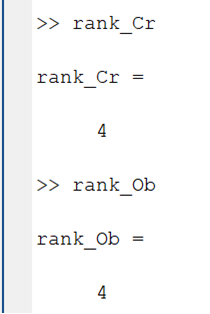 >> rank_Cr
rank_Cr =
4
>> rank_Ob
rank_Ob =
4